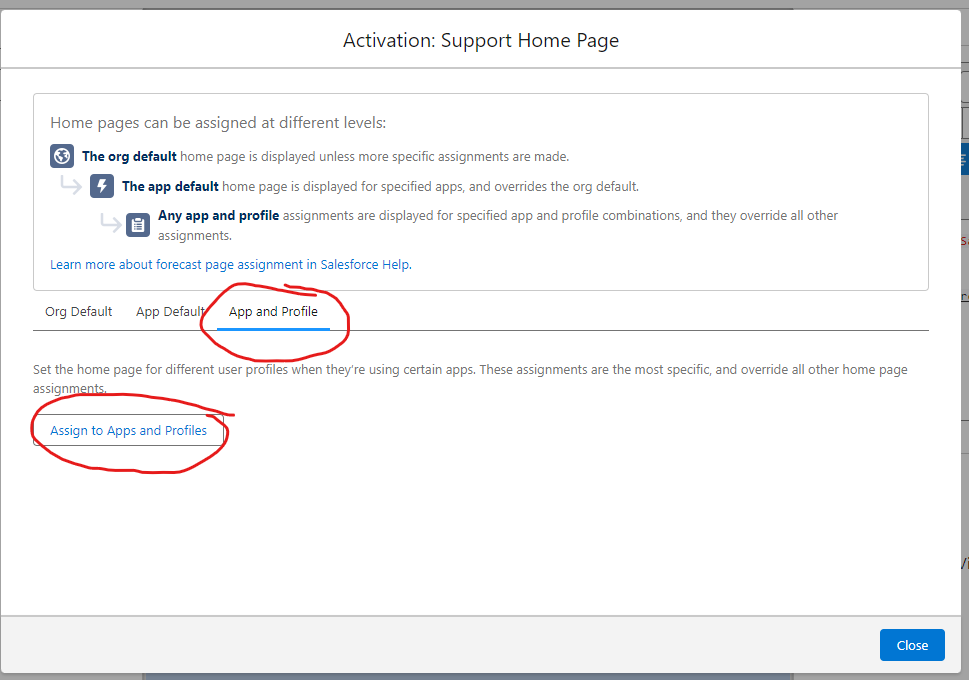 Activation: Support Home Page
Home pages can be assigned at different levels:
The org default home page is displayed unless more specific assignments are made.
The app default home page is displayed for specified apps, and overrides the org default.
Any app and profile assignments are displayed for specified app and profile combinations, and they override all other
assignments.
Learn more about forecast page assignment in Salesforce Help.
Org Default App Default App and Profile
Set the home page for different user profiles when they're using certain apps. These assignments are the most specific, and override all other home page
assignments.
Assign to Apps and Profiles
Close